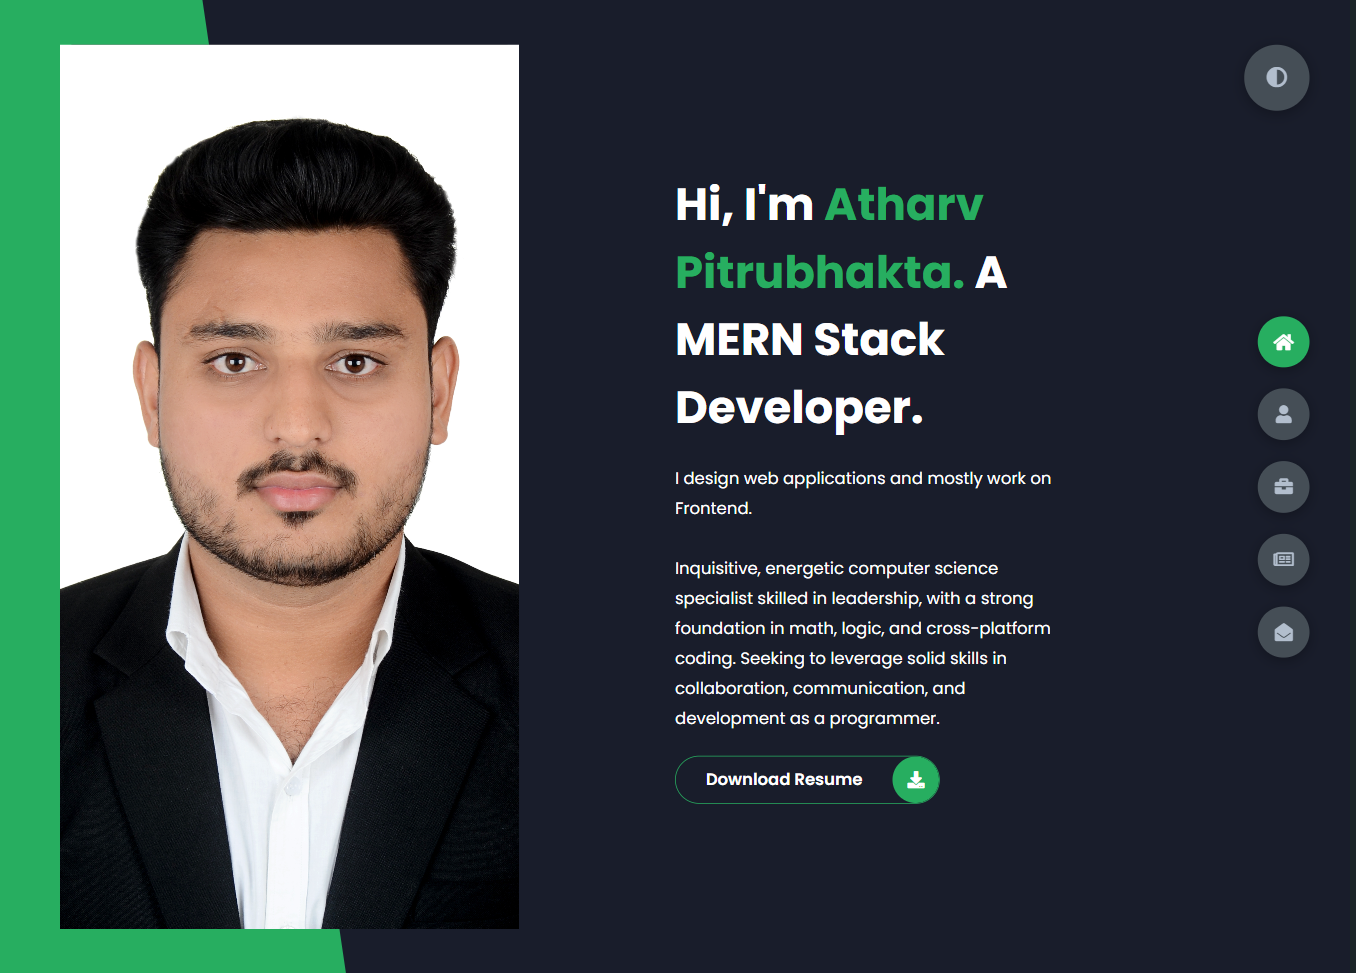 Hi, I'm Atharv
Pitrubhakta. A
MERN Stack
Developer.
I design web applications and mostly work on
Frontend.
Inquisitive, energetic computer science
specialist skilled in leadership, with a strong
foundation in math, logic, and cross-platform
coding. Seeking to leverage solid skills in
collaboration, communication, and
development as a programmer.
Download Resume